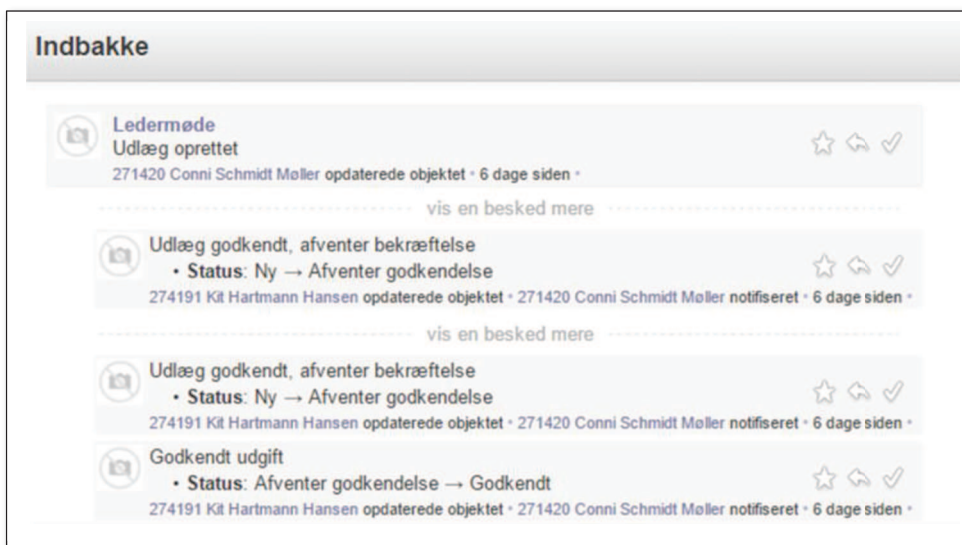 Indbakke
Ledermøde
Udlæg oprettet
271420 Conni Schmidt Møller opdaterede objektet • 6 dage siden •
vis en besked mere
Udlæg godkendt, afventer bekræftelse
• Status: Ny → Afventer godkendelse
274191 Kit Hartmann Hansen opdaterede objektet • 271420 Conni Schmidt Møller notifiseret • 6 dage siden •
vis en besked mere
Udlæg godkendt, afventer bekræftelse
• Status: Ny → Afventer godkendelse
274191 Kit Hartmann Hansen opdaterede objektet • 271420 Conni Schmidt Møller notifiseret • 6 dage siden •
Godkendt udgift
• Status: Afventer godkendelse → Godkendt
274191 Kit Hartmann Hansen opdaterede objektet • 271420 Conni Schmidt Møller notifiseret • 6 dage siden •